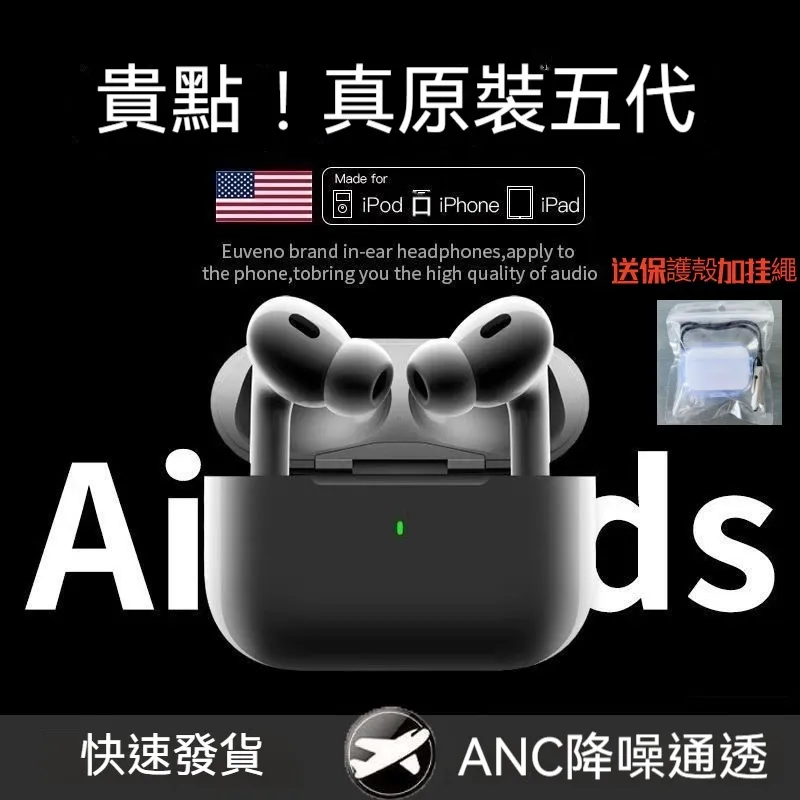 貴點！真原裝五代
Made for
iPod iPhone iPad
Euveno brand in-ear headphones,apply to
the phone,tobring you the high quality of audio
送保護殼加挂繩
Ai ds
快速發貨
ANC降噪通透